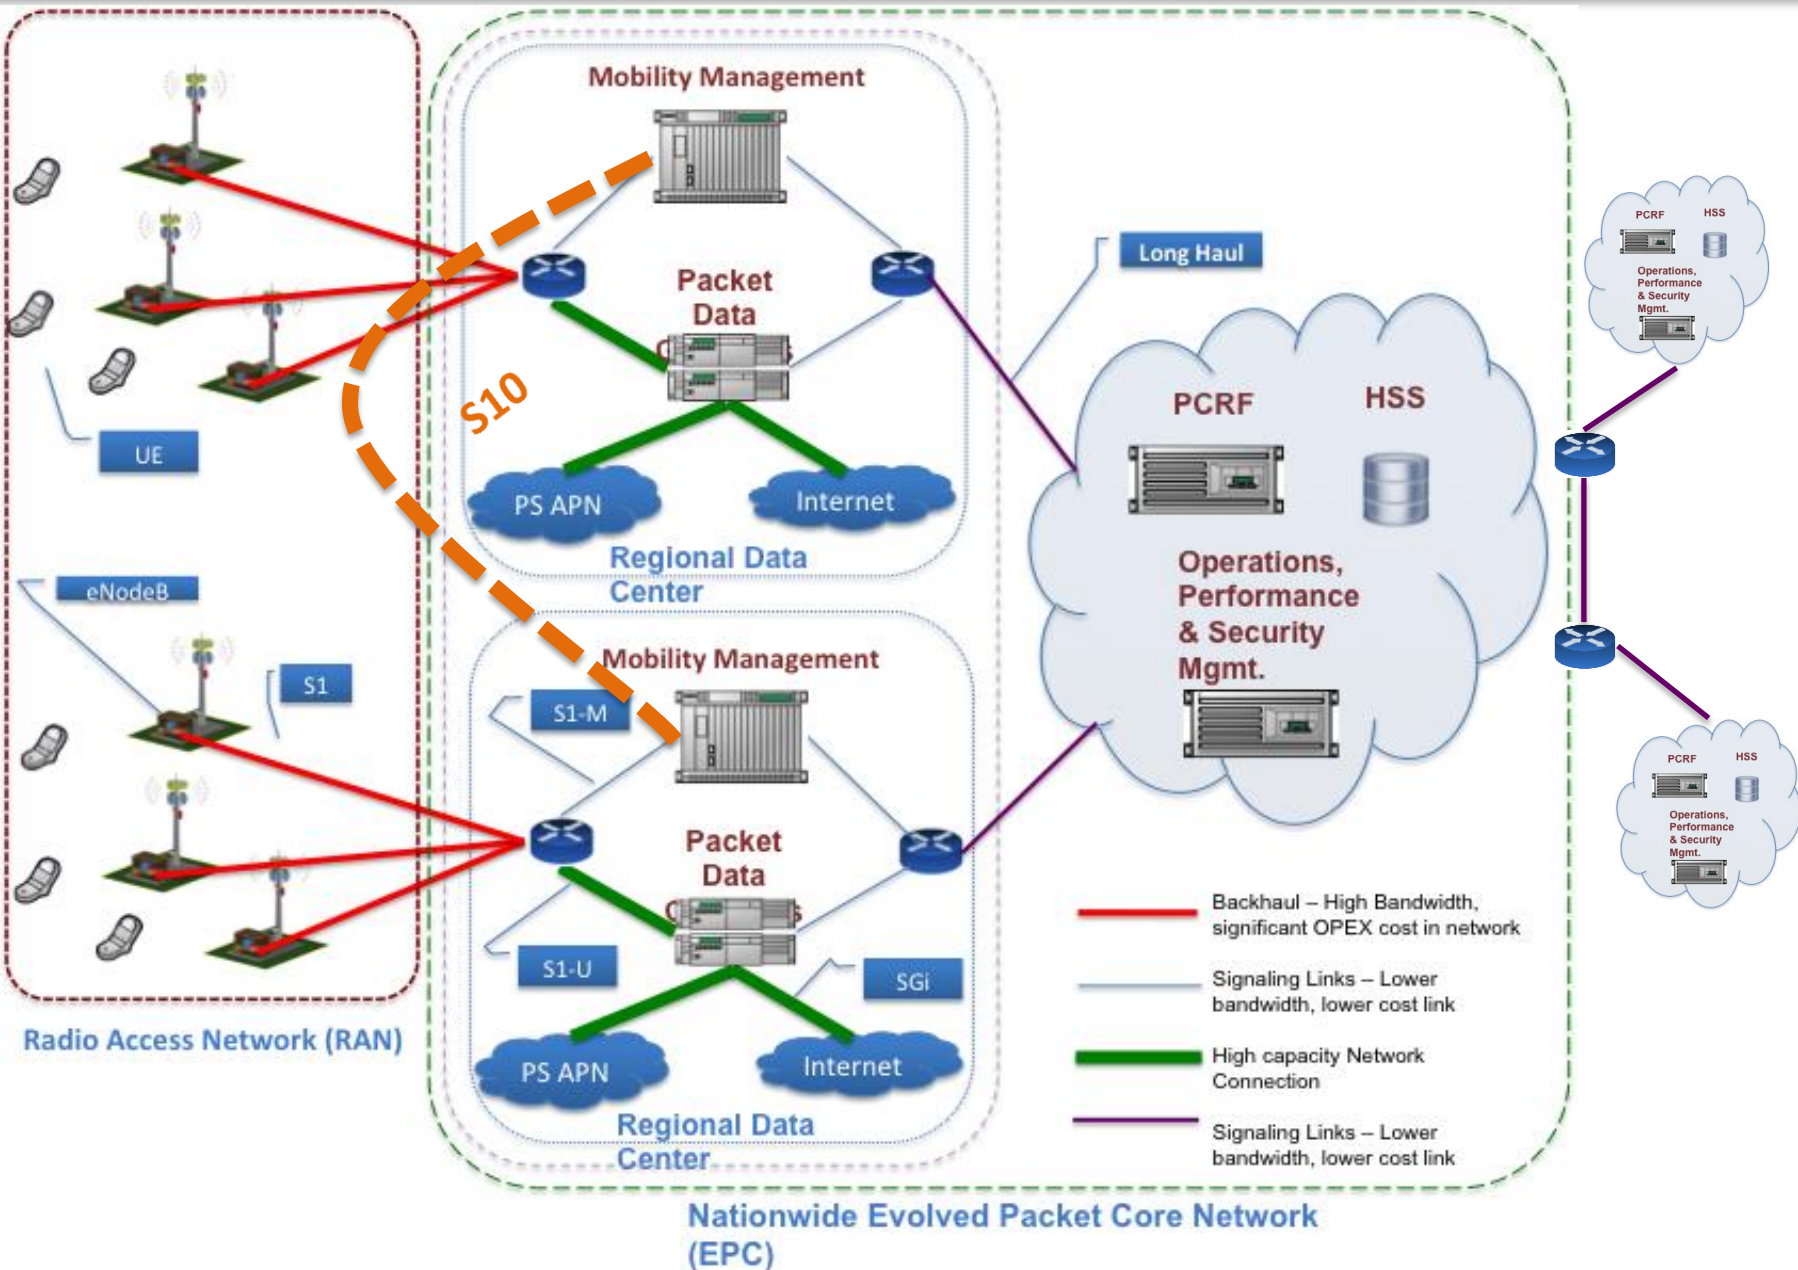 Mobility Management
Packet
Data
S10
PS APN
Internet
Regional Data
Center
UE
eNodeB
S1
Radio Access Network (RAN)
Mobility Management
S1-M
Packet
Data
S1-U
SGi
PS APN
Internet
Regional Data
Center
Long Haul
PCRF
HSS
Operations,
Performance
& Security
Mgmt.
PCRF
HSS
Operations,
Performance
& Security
Mgmt.
PCRF
HSS
Operations,
Performance
& Security
Mgmt.
Backhaul – High Bandwidth,
significant OPEX cost in network
Signaling Links – Lower
bandwidth, lower cost link
High capacity Network
Connection
Signaling Links – Lower
bandwidth, lower cost link
Nationwide Evolved Packet Core Network
(EPC)